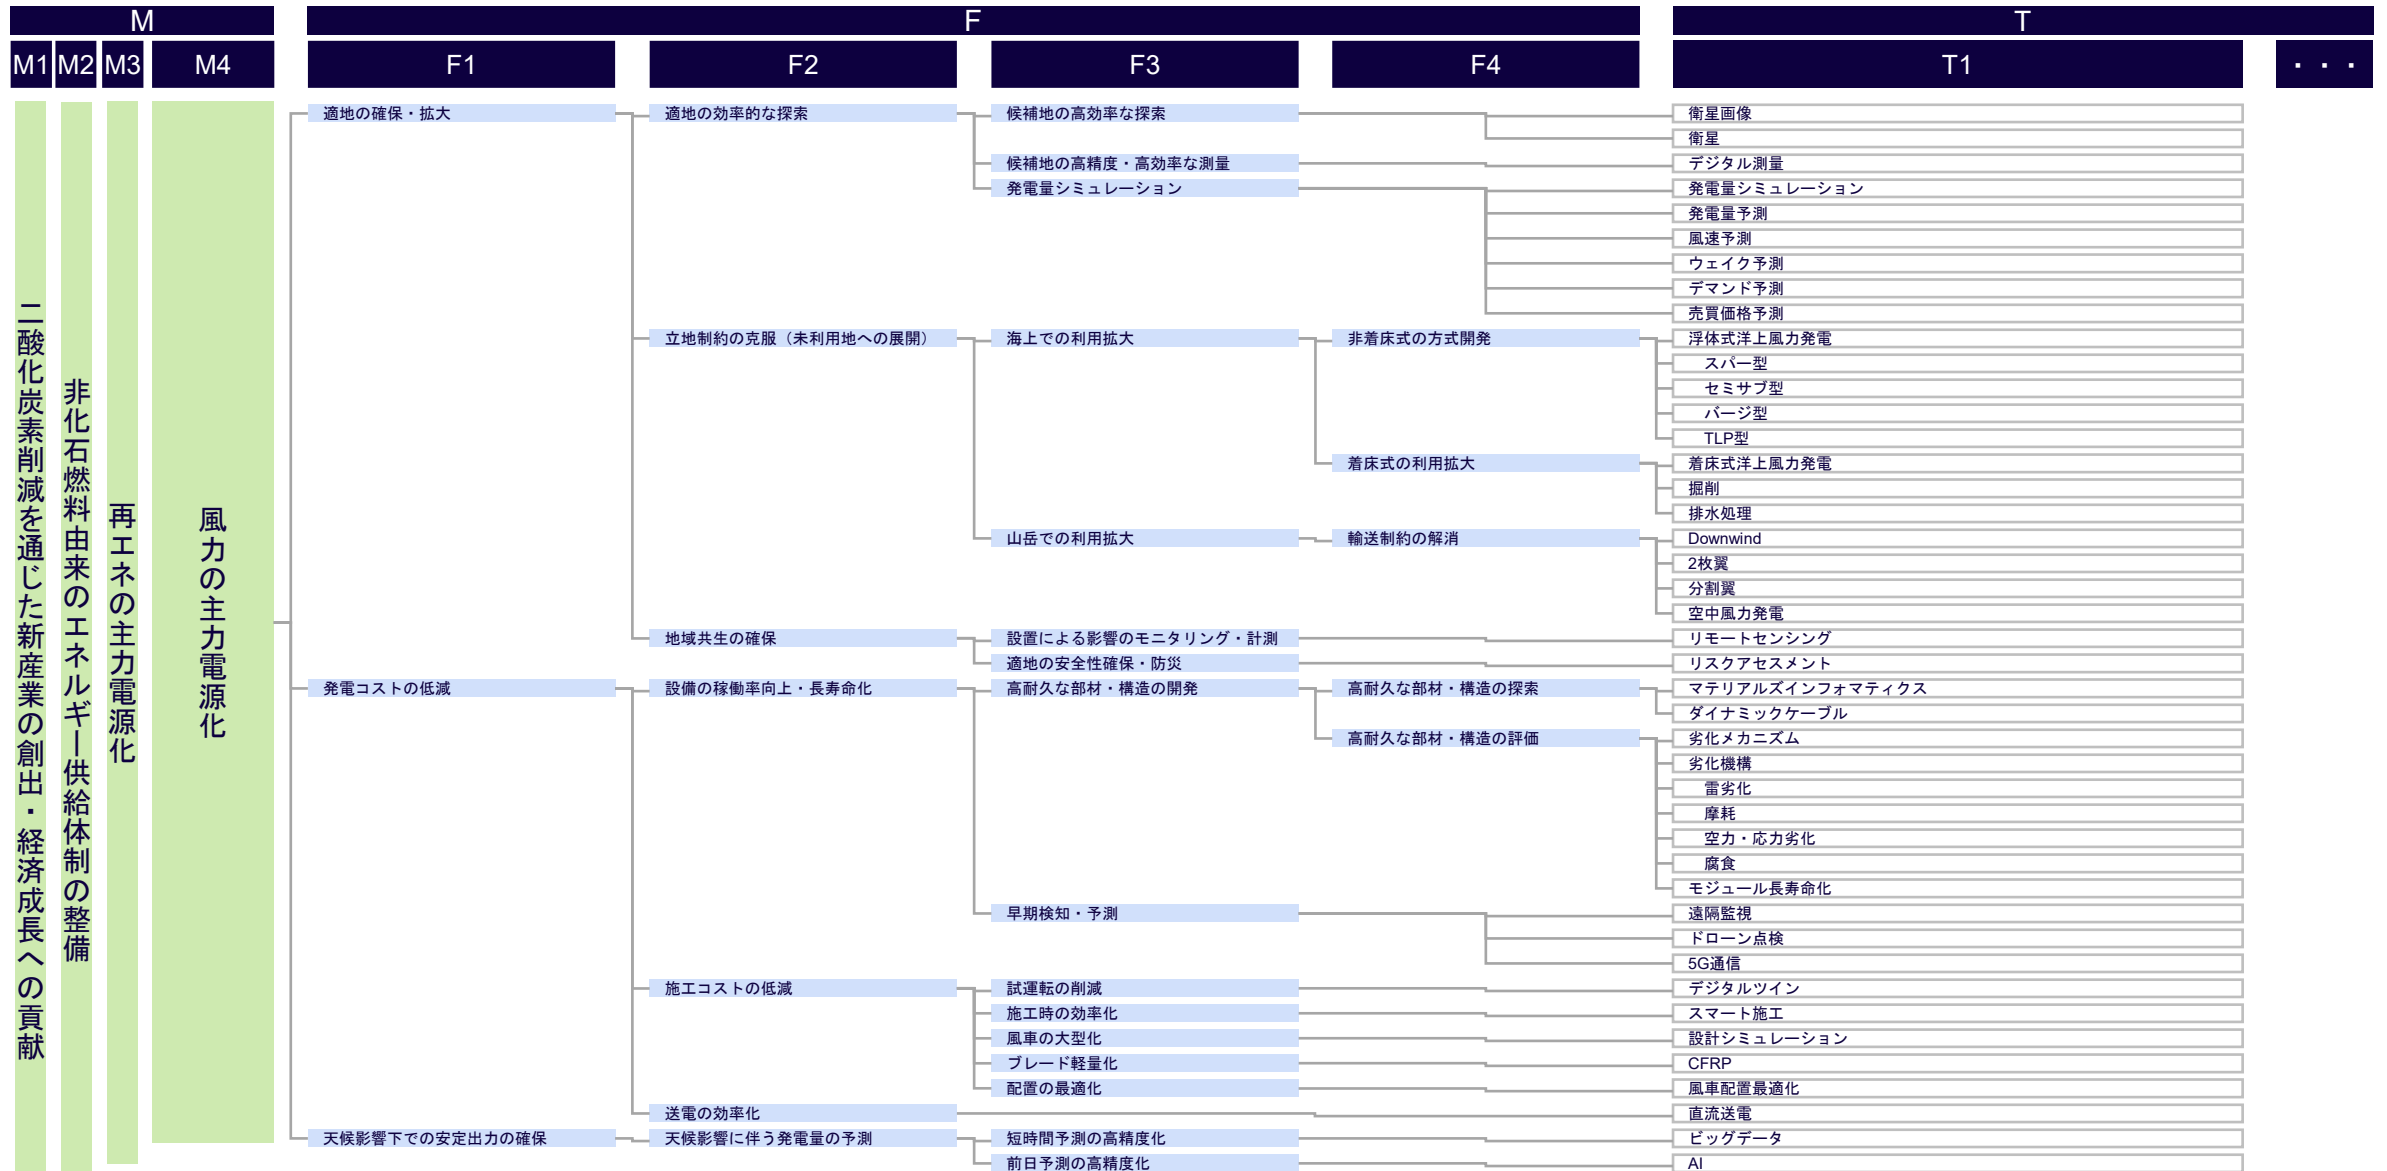 M
F
T
M1
M2
M3
M4
F1
F2
F3
F4
T1
・・・
二酸化炭素削減を通じた新産業の創出・経済成長への貢献
非化石燃料由来のエネルギー供給体制の整備
再エネの主力電源化
風力の主力電源化
適地の確保・拡大
適地の効率的な探索
候補地の高効率な探索
衛星画像
衛星
候補地の高精度・高効率な測量
デジタル測量
発電量シミュレーション
発電量シミュレーション
発電量予測
風速予測
ウェイク予測
デマンド予測
売買価格予測
立地制約の克服（未利用地への展開）
海上での利用拡大
非着床式の方式開発
浮体式洋上風力発電
スパー型
セミサブ型
バージ型
TLP型
着床式の利用拡大
着床式洋上風力発電
掘削
排水処理
山岳での利用拡大
輸送制約の解消
Downwind
2枚翼
分割翼
空中風力発電
地域共生の確保
設置による影響のモニタリング・計測
リモートセンシング
適地の安全性確保・防災
リスクアセスメント
発電コストの低減
設備の稼働率向上・長寿命化
高耐久な部材・構造の開発
高耐久な部材・構造の探索
マテリアルズインフォマティクス
ダイナミックケーブル
高耐久な部材・構造の評価
劣化メカニズム
劣化機構
雷劣化
摩耗
空力・応力劣化
腐食
モジュール長寿命化
早期検知・予測
遠隔監視
ドローン点検
5G通信
施工コストの低減
試運転の削減
デジタルツイン
施工時の効率化
スマート施工
風車の大型化
設計シミュレーション
ブレード軽量化
CFRP
配置の最適化
風車配置最適化
送電の効率化
直流送電
天候影響下での安定出力の確保
天候影響に伴う発電量の予測
短時間予測の高精度化
ビッグデータ
前日予測の高精度化
AI